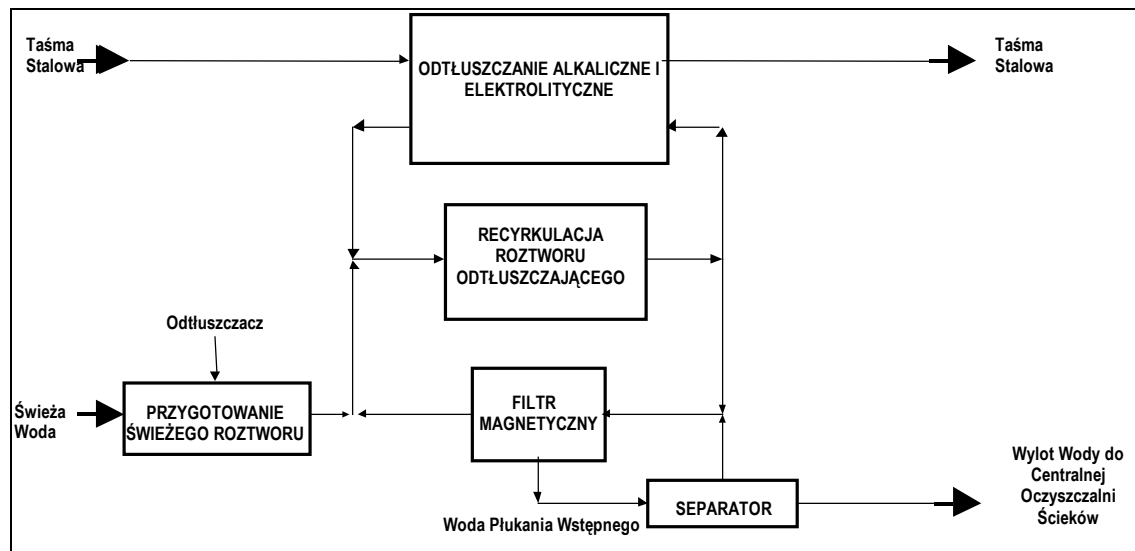 Taśma
Stalowa
ODTŁUSZCZANIE ALKALICZNE I
ELEKTROLITYCZNE
Taśma
Stalowa
RECYRKULACJA
ROZTWORU
ODTŁUSZCZAJĄCEGO
Odtłuszczacz
Świeża
Woda
PRZYGOTOWANIE
ŚWIEŻEGO ROZTWORU
FILTR
MAGNETYCZNY
Woda Płukania Wstępnego
SEPARATOR
Wylot Wody do
Centralnej
Oczyszczalni
Ścieków